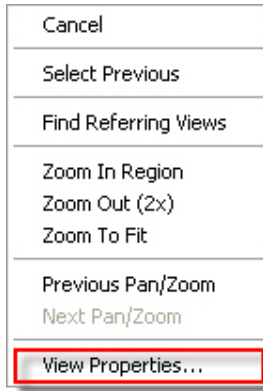 Cancel
Select Previous
Find Referring Views
Zoom In Region
Zoom Out (2x)
Zoom To Fit
Previous Pan/Zoom
Next Pan/Zoom
View Properties...